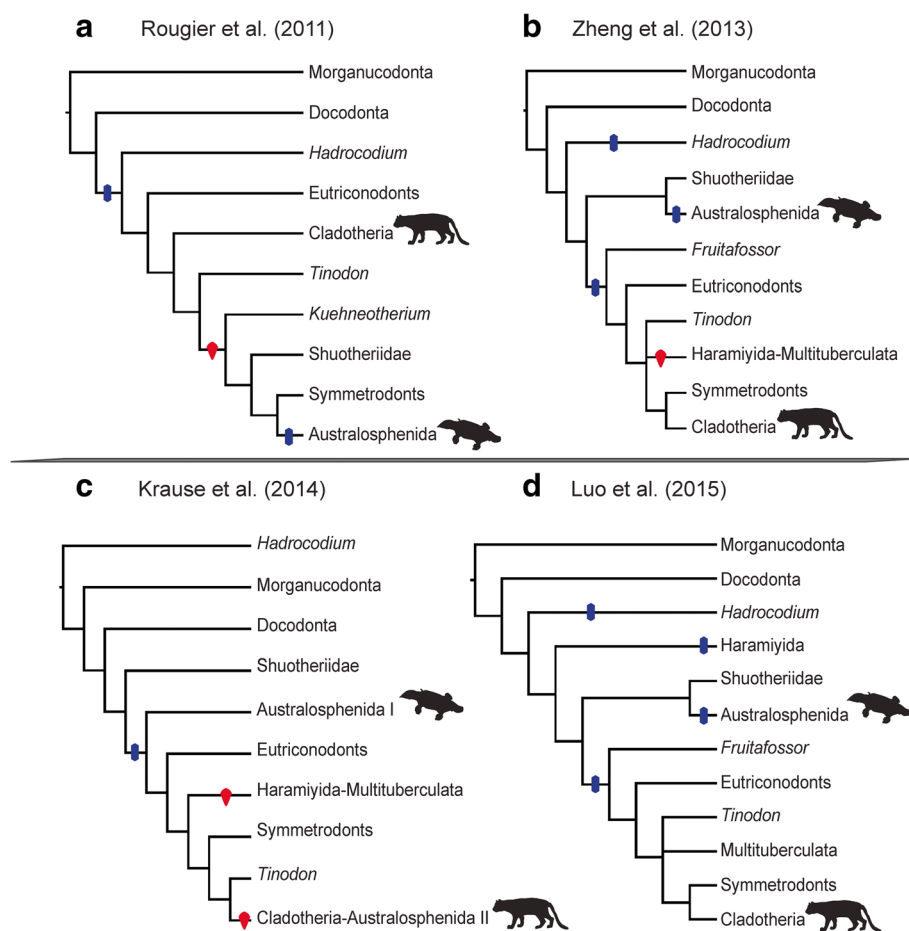 a Rougier et al. (2011)
Morganucodonta
Docodonta
Hadrocodium
Eutriconodonts
Cladotheria
Tinodon
Kuehneotherium
Shuotheriidae
Symmetrodonts
Australosphenida
b Zheng et al. (2013)
Morganucodonta
Docodonta
Hadrocodium
Shuotheriidae
Australosphenida
Fruitafossor
Eutriconodonts
Tinodon
Haramiyida-Multituberculata
Symmetrodonts
Cladotheria
c Krause et al. (2014)
Hadrocodium
Morganucodonta
Docodonta
Shuotheriidae
Australosphenida I
Eutriconodonts
Haramiyida-Multituberculata
Symmetrodonts
Tinodon
Cladotheria-Australosphenida II
d Luo et al. (2015)
Morganucodonta
Docodonta
Hadrocodium
Haramiyida
Shuotheriidae
Australosphenida
Fruitafossor
Eutriconodonts
Tinodon
Multituberculata
Symmetrodonts
Cladotheria